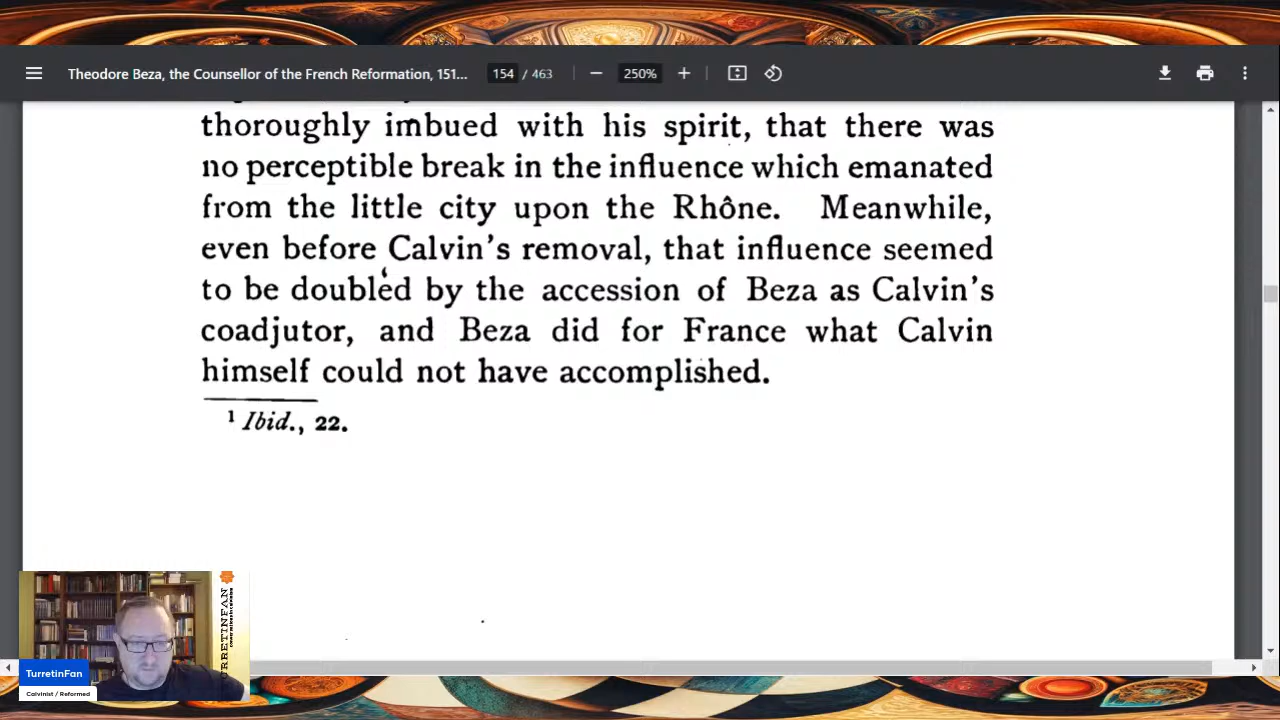 Theodore Beza, the Counsellor of the French Reformation, 151...
154 / 463
250%
thoroughly imbued with his spirit, that there was
no perceptible break in the influence which emanated
from the little city upon the Rhône. Meanwhile,
even before Calvin's removal, that influence seemed
to be doubled by the accession of Beza as Calvin's
coadjutor, and Beza did for France what Calvin
himself could not have accomplished.
1 Ibid., 22.
TURRETINFAN
TurretinFan
Calvinist / Reformed